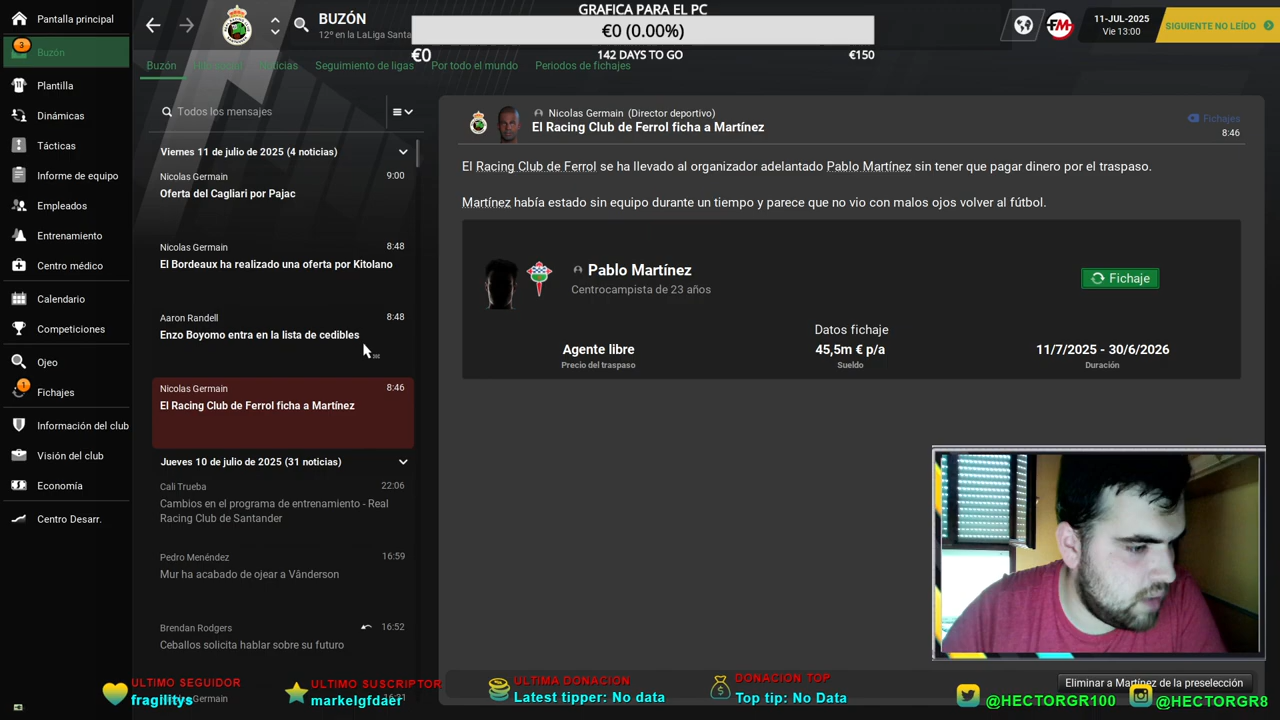 Pantalla principal
3
Buzón
Plantilla
Dinámicas
Tácticas
Informe de equipo
Empleados
Entrenamiento
Centro médico
Calendario
Competiciones
Ojeo
1
Fichajes
Información del club
Visión del club
Economía
Centro Desarr.
BUZÓN
12º en la LaLiga Santa
GRAFICA PARA EL PC
€0 (0.00%)
€0
142 DAYS TO GO
€150
FM
11-JUL-2025
Vie 13:00
SIGUIENTE NO LEÍDO
Buzón
Seguimiento de ligas
Por todo el mundo
Periodos de fichajes
Todos los mensajes
Viernes 11 de julio de 2025 (4 noticias)
Nicolas Germain 9:00
Oferta del Cagliari por Pajac
Nicolas Germain 8:48
El Bordeaux ha realizado una oferta por Kitolano
Aaron Randell 8:48
Enzo Boyomo entra en la lista de cedibles
Nicolas Germain 8:46
El Racing Club de Ferrol ficha a Martínez
Jueves 10 de julio de 2025 (31 noticias)
Cali Trueba 22:06
Cambios en el programa de entrenamiento - Real
Racing Club de Santander
Pedro Menéndez 16:59
Mur ha acabado de ojear a Vânderson
Brendan Rodgers 16:52
Ceballos solicita hablar sobre su futuro
Nicolas Germain (Director deportivo)
El Racing Club de Ferrol ficha a Martínez
Fichajes
8:46
El Racing Club de Ferrol se ha llevado al organizador adelantado Pablo Martínez sin tener que pagar dinero por el traspaso.
Martínez había estado sin equipo durante un tiempo y parece que no vio con malos ojos volver al fútbol.
Pablo Martínez
Centrocampista de 23 años
Fichaje
Datos fichaje
Agente libre
Precio del traspaso
45,5m € p/a
Sueldo
11/7/2025 - 30/6/2026
Duración
Eliminar a Martínez de la preselección
ULTIMO SEGUIDOR
fragilitys
ULTIMO SUSCRIPTOR
markelgfdaer
ULTIMA DONACION
Latest tipper: No data
DONACION TOP
Top tip: No Data
@HECTORGR100
@HECTORGR8